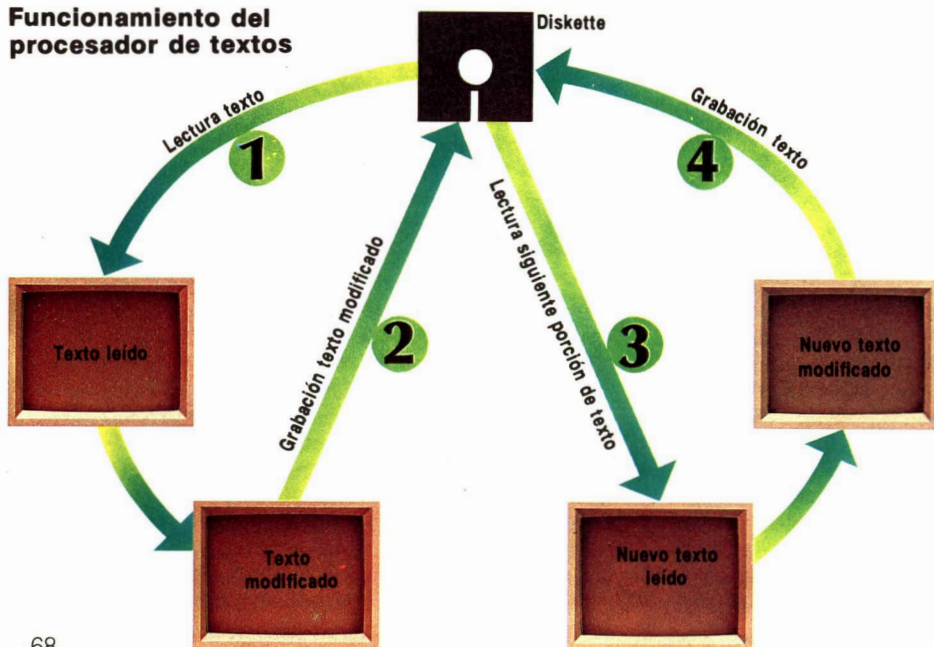 Funcionamiento del
procesador de textos
Diskette
Lectura texto
1
Grabación texto
4
Grabación texto modificado
2
Lectura siguiente porción de texto
3
Texto leído
Nuevo texto
modificado
Texto
modificado
Nuevo texto
leído
68